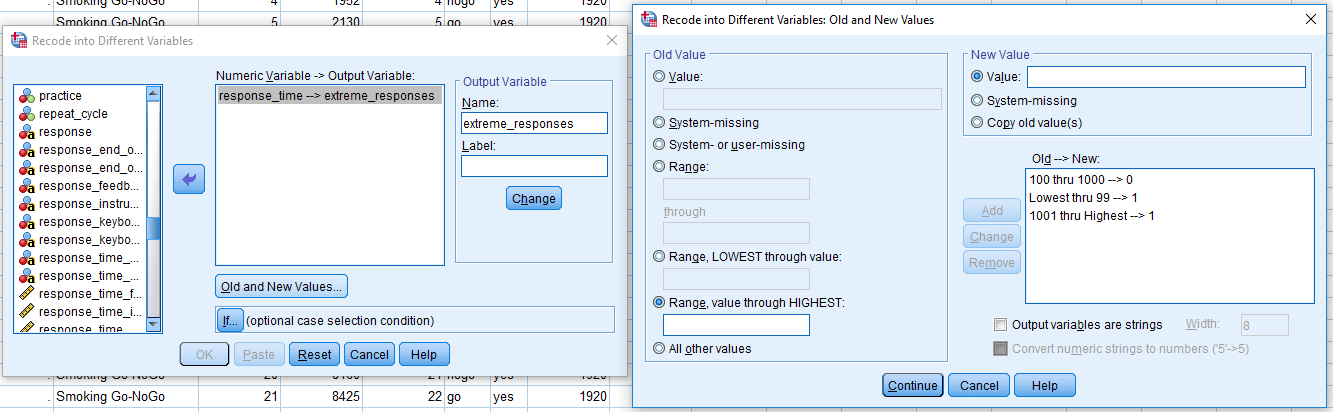 . Smoking Go-NoGo 4 1952 4 nogo yes 1920
. Smoking Go-NoGo 5 2130 5 go yes 1920
Recode into Different Variables
practice
repeat_cycle
response
response_end_o...
response_end_o...
response_feedb...
response_instru...
response_keybo...
response_keybo...
response_time_...
response_time_...
response_time_f...
response_time_i...
response_time
Numeric Variable -> Output Variable:
response_time --> extreme_responses
Output Variable
Name:
extreme_responses
Label:
Change
Old and New Values...
If... (optional case selection condition)
OK Paste Reset Cancel Help
. Smoking Go-NoGo 21 8425 22 go yes 1920
Recode into Different Variables: Old and New Values
Old Value
Value:
System-missing
System- or user-missing
Range:
through
Range, LOWEST through value:
Range, value through HIGHEST:
All other values
New Value
Value:
System-missing
Copy old value(s)
Old --> New:
100 thru 1000 --> 0
Lowest thru 99 --> 1
1001 thru Highest --> 1
Add
Change
Remove
Output variables are strings Width: 8
Convert numeric strings to numbers ('5'->5)
Continue Cancel Help